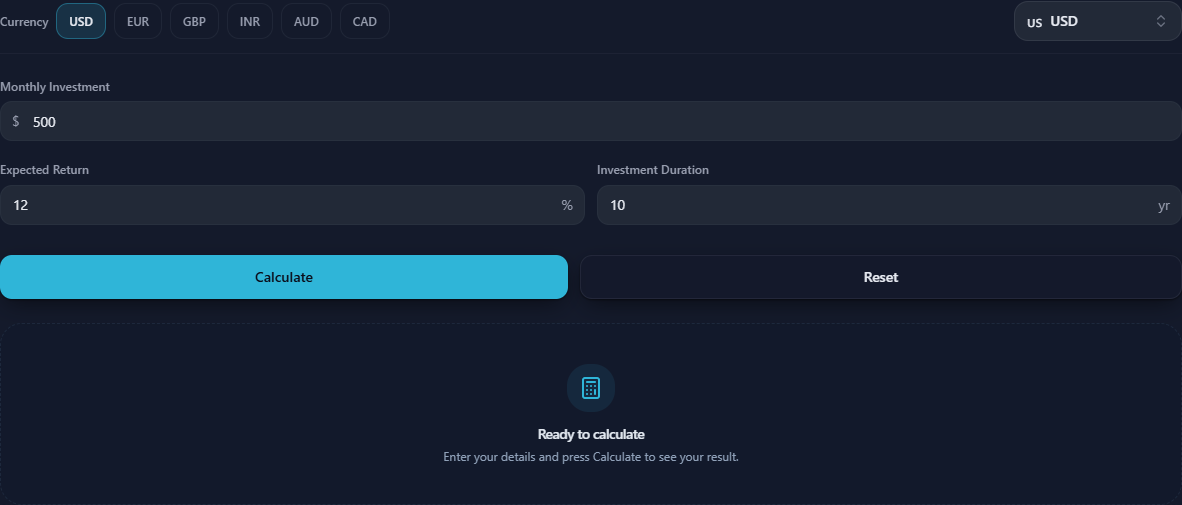 Currency USD EUR GBP INR AUD CAD US USD
Monthly Investment
$ 500
Expected Return Investment Duration
12 % 10 yr
Calculate Reset
Ready to calculate
Enter your details and press Calculate to see your result.